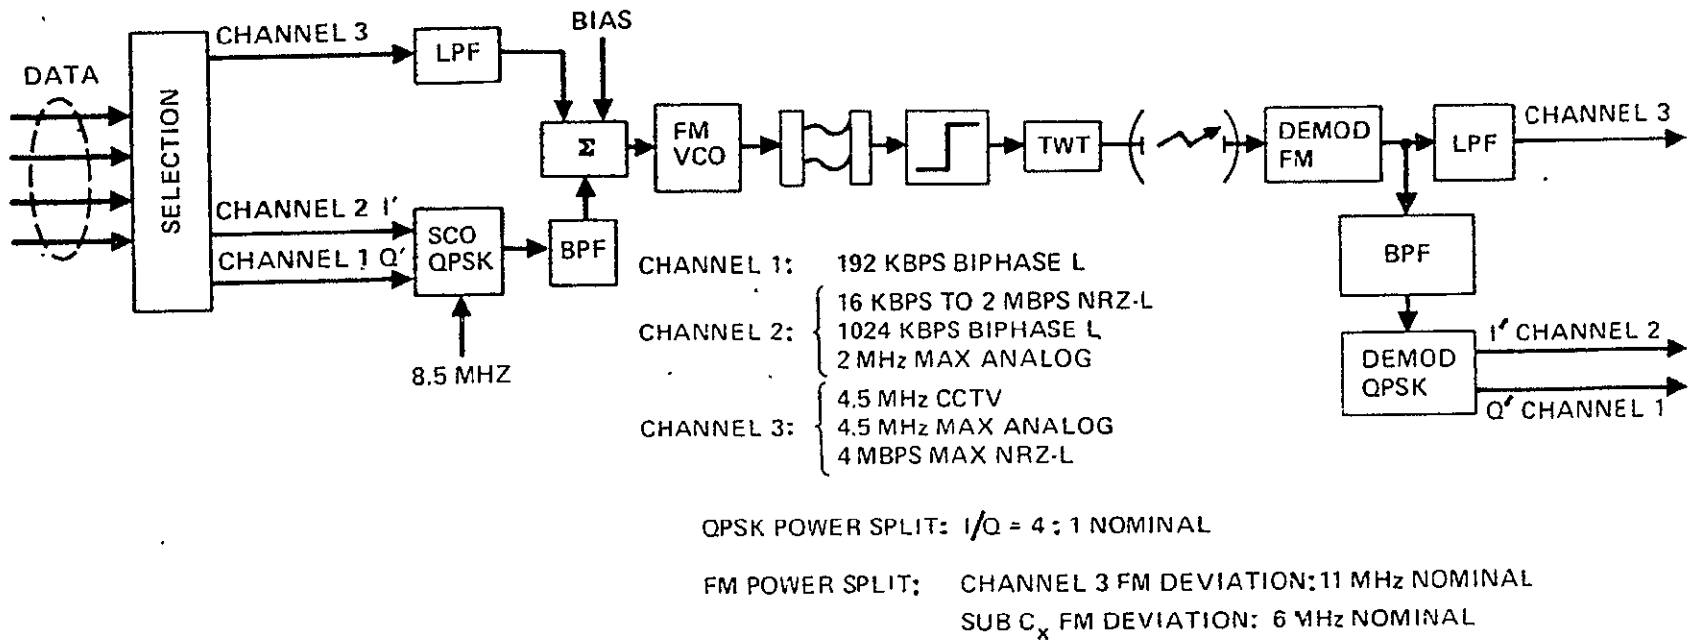 BIAS
CHANNEL 3
LPF
DATA
SELECTION
Σ
FM
VCO
TWT
DEMOD
FM
LPF
CHANNEL 3
CHANNEL 2 I'
CHANNEL 1 Q'
SCO
QPSK
BPF
8.5 MHZ
BPF
DEMOD
QPSK
I' CHANNEL 2
Q' CHANNEL 1
CHANNEL 1: 192 KBPS BIPHASE L
CHANNEL 2: 16 KBPS TO 2 MBPS NRZ-L
1024 KBPS BIPHASE L
2 MHz MAX ANALOG
CHANNEL 3: 4.5 MHz CCTV
4.5 MHz MAX ANALOG
4 MBPS MAX NRZ-L
QPSK POWER SPLIT: I/Q = 4 : 1 NOMINAL
FM POWER SPLIT: CHANNEL 3 FM DEVIATION: 11 MHz NOMINAL
SUB Cx FM DEVIATION: 6 MHz NOMINAL